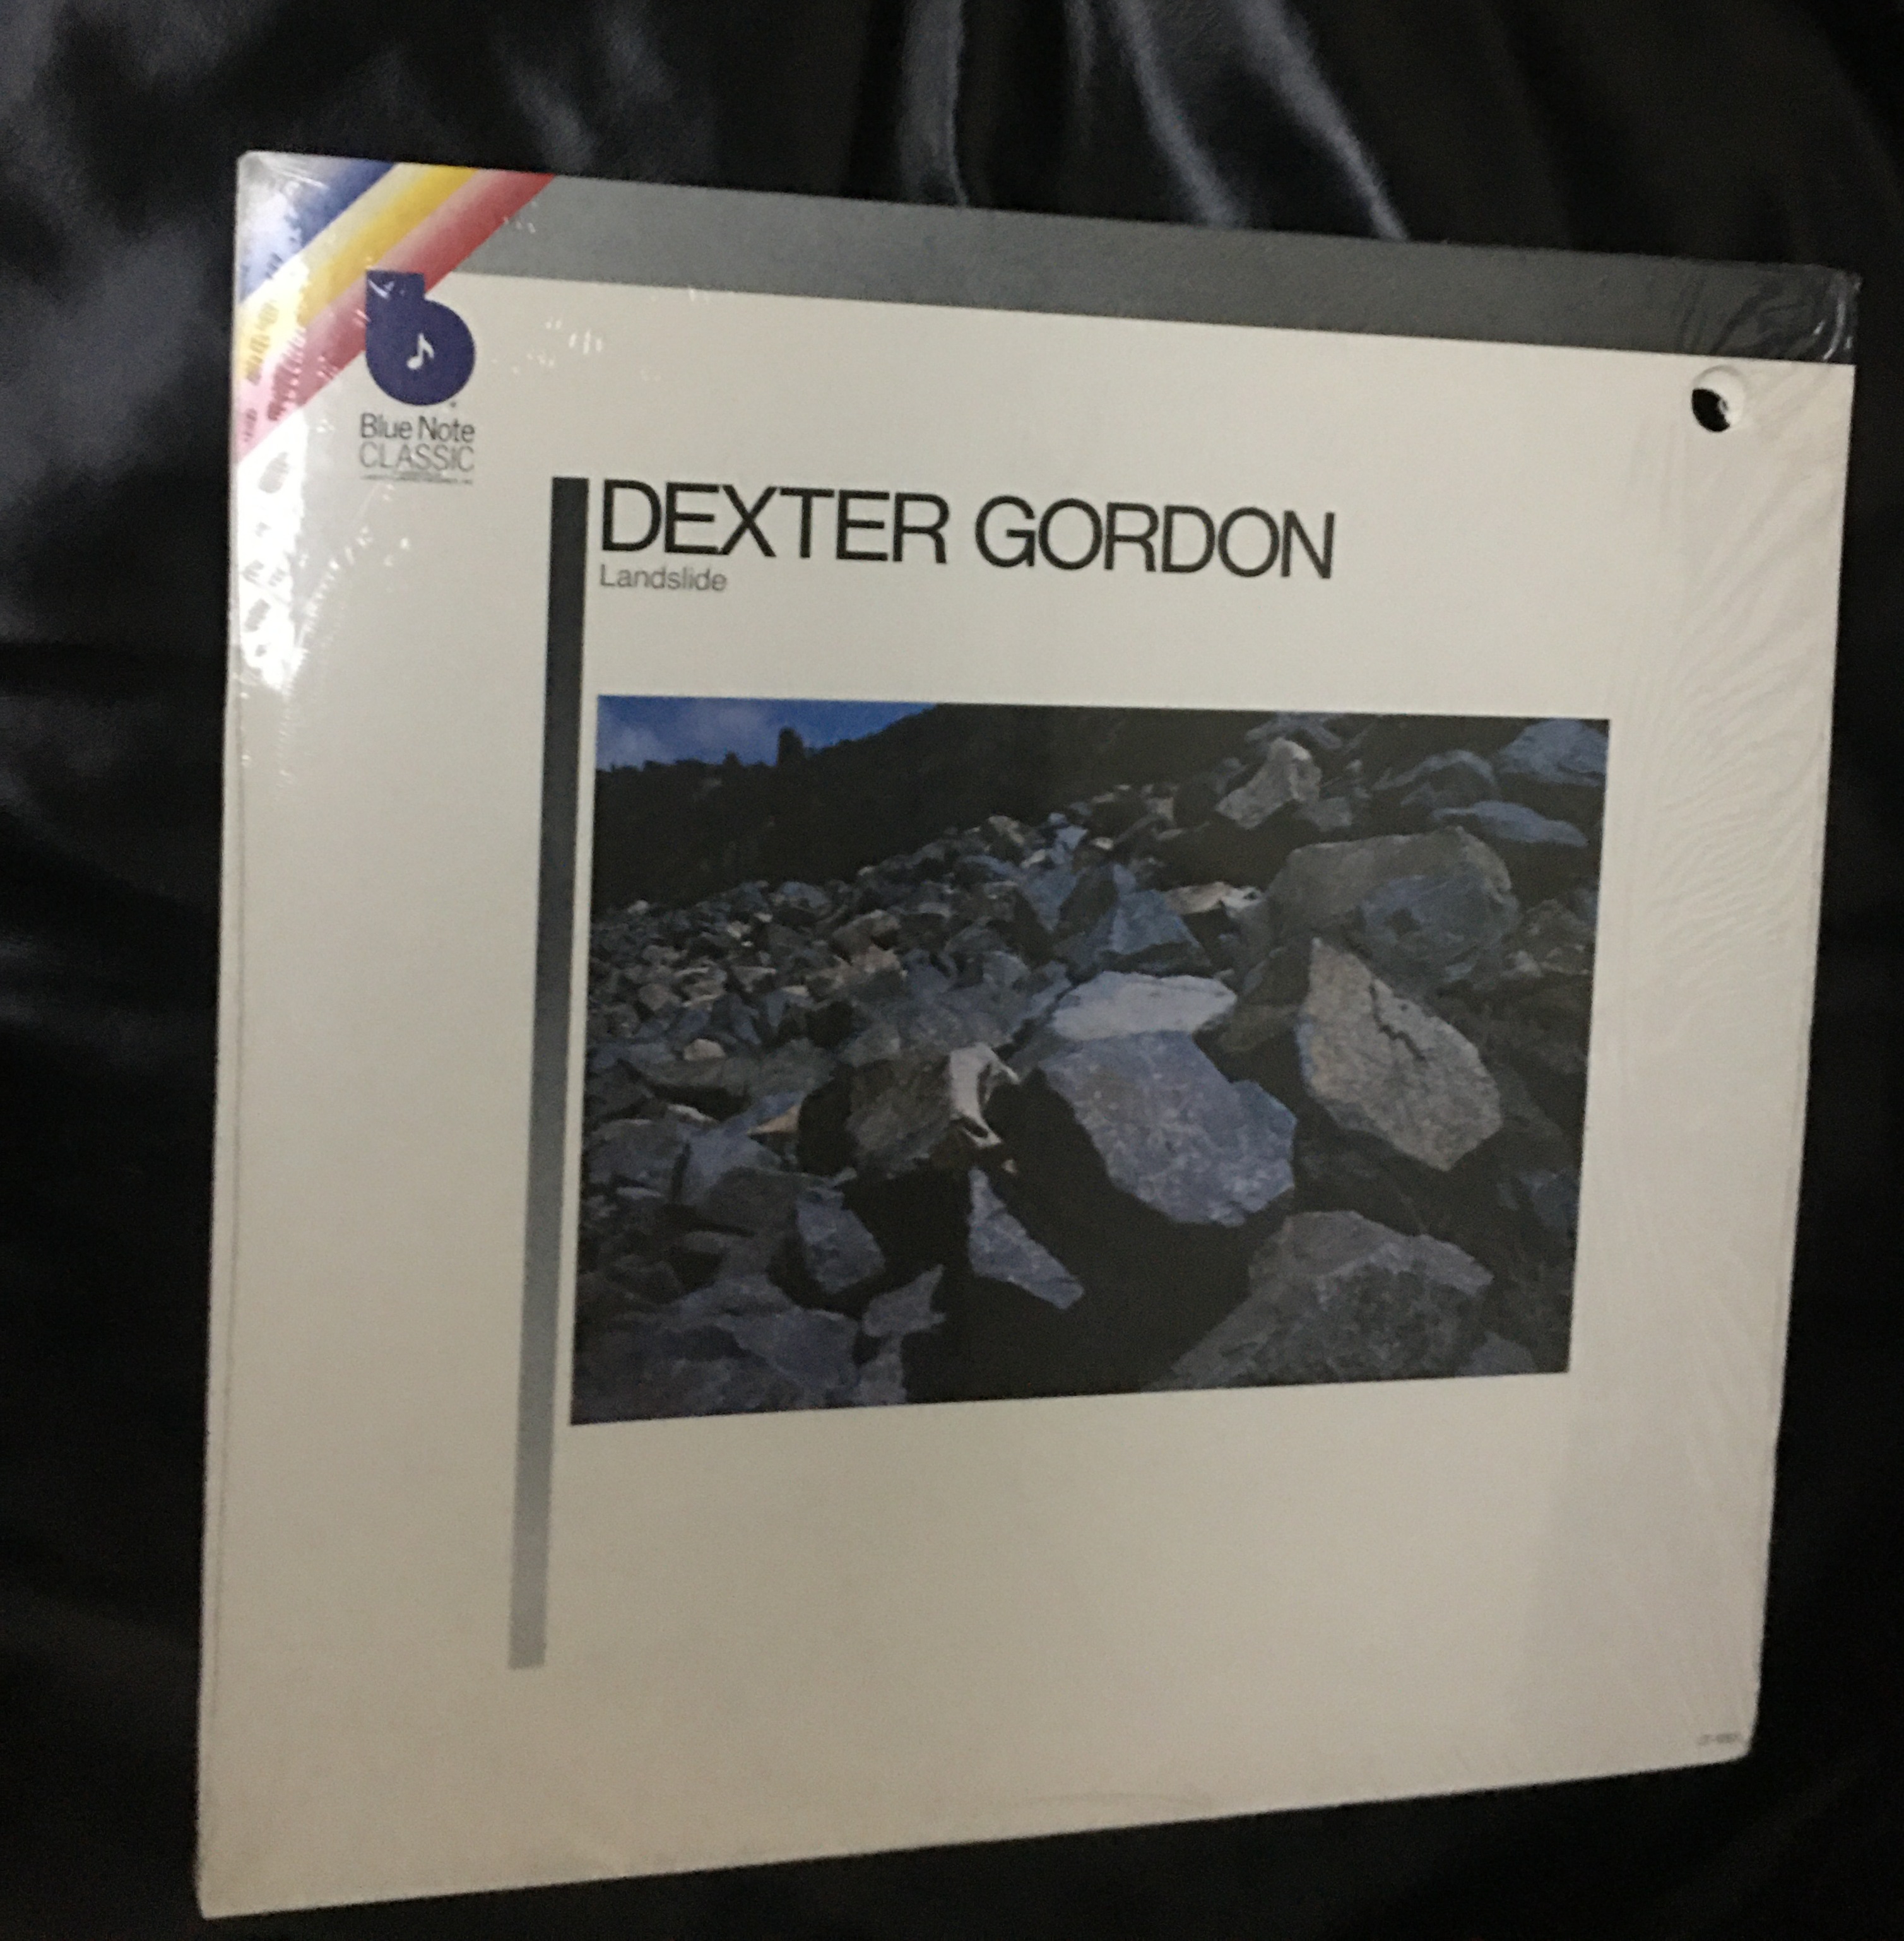 Blue Note
CLASSIC
DEXTER GORDON
Landslide